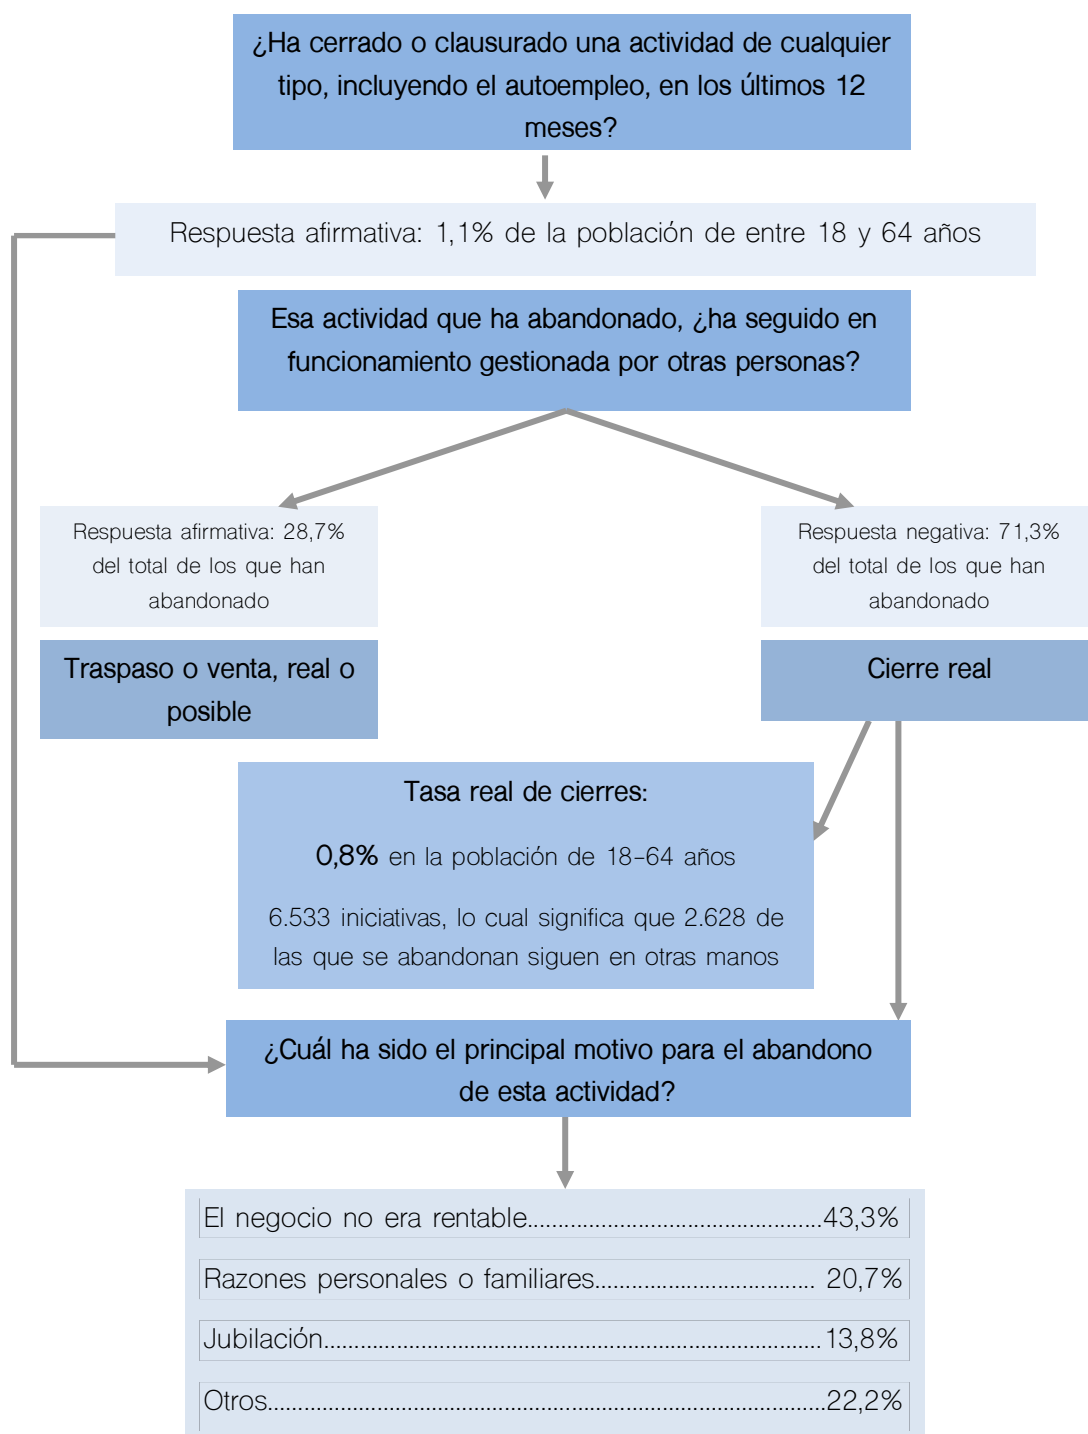 ¿Ha cerrado o clausurado una actividad de cualquier
tipo, incluyendo el autoempleo, en los últimos 12
meses?
Respuesta afirmativa: 1,1% de la población de entre 18 y 64 años
Esa actividad que ha abandonado, ¿ha seguido en
funcionamiento gestionada por otras personas?
Respuesta afirmativa: 28,7%
del total de los que han
abandonado
Respuesta negativa: 71,3%
del total de los que han
abandonado
Traspaso o venta, real o
posible
Cierre real
Tasa real de cierres:
0,8% en la población de 18-64 años
6.533 iniciativas, lo cual significa que 2.628 de
las que se abandonan siguen en otras manos
¿Cuál ha sido el principal motivo para el abandono
de esta actividad?
El negocio no era rentable................................................43,3%
Razones personales o familiares.................................... 20,7%
Jubilación.................................................................................13,8%
Otros...........................................................................................22,2%